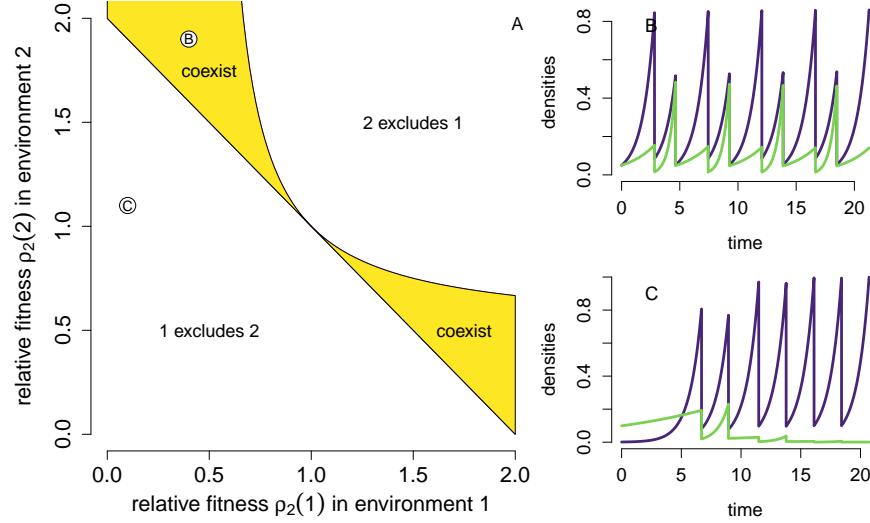 A
2.0
1.5
1.0
0.5
0.0
relative fitness ρ₂(2) in environment 2
B
coexist
2 excludes 1
C
1 excludes 2
coexist
0.0 0.5 1.0 1.5 2.0
relative fitness ρ₂(1) in environment 1
B
0.8
0.4
0.0
densities
0 5 10 15 20
time
C
0.8
0.4
0.0
densities
0 5 10 15 20
time